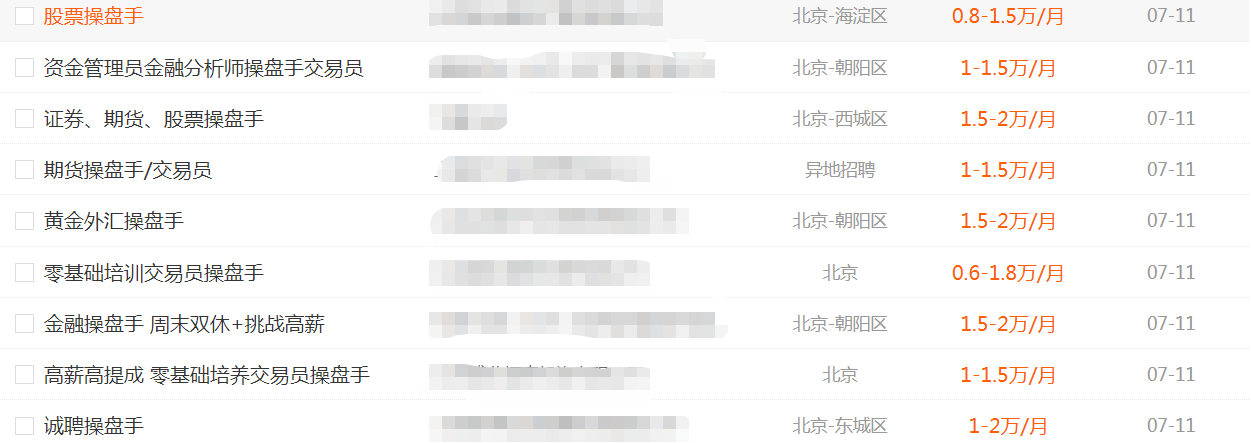 股票操盘手 北京-海淀区 0.8-1.5万/月 07-11
资金管理员金融分析师操盘手交易员 北京-朝阳区 1-1.5万/月 07-11
证券、期货、股票操盘手 北京-西城区 1.5-2万/月 07-11
期货操盘手/交易员 异地招聘 1-1.5万/月 07-11
黄金外汇操盘手 北京-朝阳区 1.5-2万/月 07-11
零基础培训交易员操盘手 北京 0.6-1.8万/月 07-11
金融操盘手 周末双休+挑战高薪 北京-朝阳区 1.5-2万/月 07-11
高薪高提成 零基础培养交易员操盘手 北京 1-1.5万/月 07-11
诚聘操盘手 北京-东城区 1-2万/月 07-11